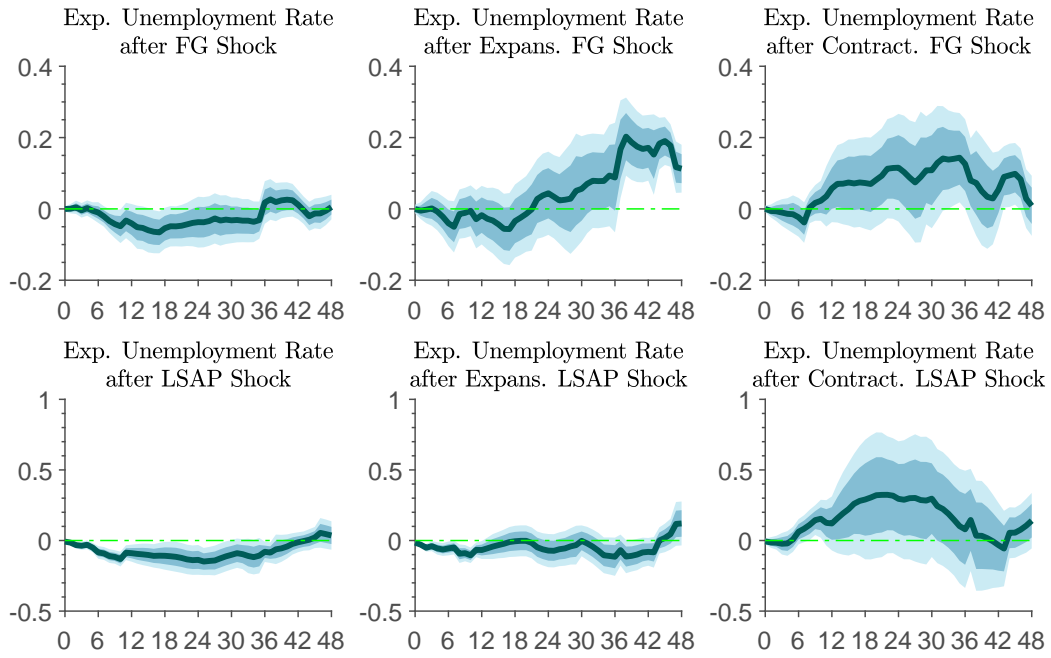 Exp. Unemployment Rate
after FG Shock
0.4
0.2
0
-0.2
0 6 12 18 24 30 36 42 48
Exp. Unemployment Rate
after Expans. FG Shock
0.4
0.2
0
-0.2
0 6 12 18 24 30 36 42 48
Exp. Unemployment Rate
after Contract. FG Shock
0.4
0.2
0
-0.2
0 6 12 18 24 30 36 42 48
Exp. Unemployment Rate
after LSAP Shock
1
0.5
0
-0.5
0 6 12 18 24 30 36 42 48
Exp. Unemployment Rate
after Expans. LSAP Shock
1
0.5
0
-0.5
0 6 12 18 24 30 36 42 48
Exp. Unemployment Rate
after Contract. LSAP Shock
1
0.5
0
-0.5
0 6 12 18 24 30 36 42 48